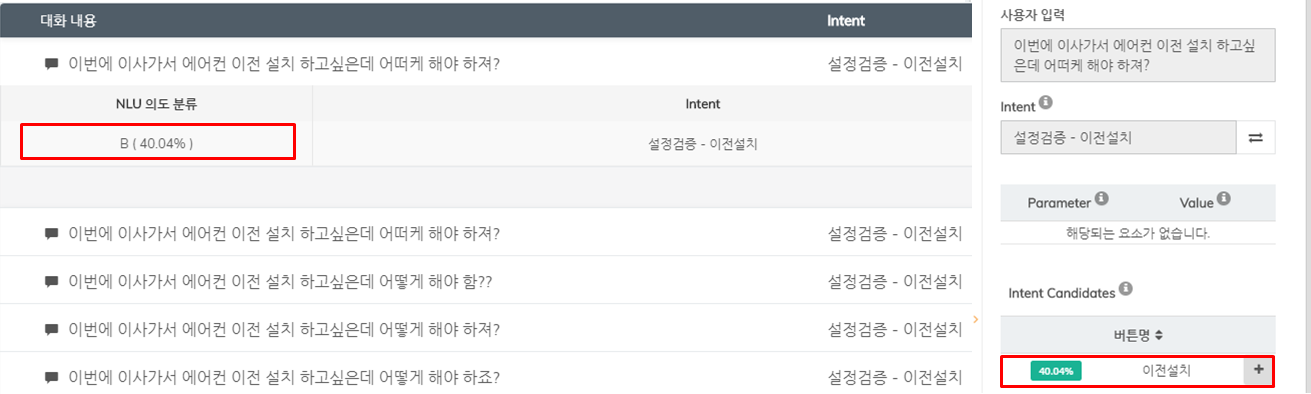 대화 내용 Intent
이번에 이사가서 에어컨 이전 설치 하고싶은데 어떠케 해야 하져? 설정검증 - 이전설치
NLU 의도 분류 Intent
B ( 40.04% ) 설정검증 - 이전설치
이번에 이사가서 에어컨 이전 설치 하고싶은데 어떠케 해야 하져? 설정검증 - 이전설치
이번에 이사가서 에어컨 이전 설치 하고싶은데 어떻게 해야 함?? 설정검증 - 이전설치
이번에 이사가서 에어컨 이전 설치 하고싶은데 어떻게 해야 하져? 설정검증 - 이전설치
이번에 이사가서 에어컨 이전 설치 하고싶은데 어떻게 해야 하죠? 설정검증 - 이전설치
사용자 입력
이번에 이사가서 에어컨 이전 설치 하고싶
은데 어떠케 해야 하져?
Intent
설정검증 - 이전설치
Parameter Value
해당되는 요소가 없습니다.
Intent Candidates
버튼명
40.04% 이전설치 +